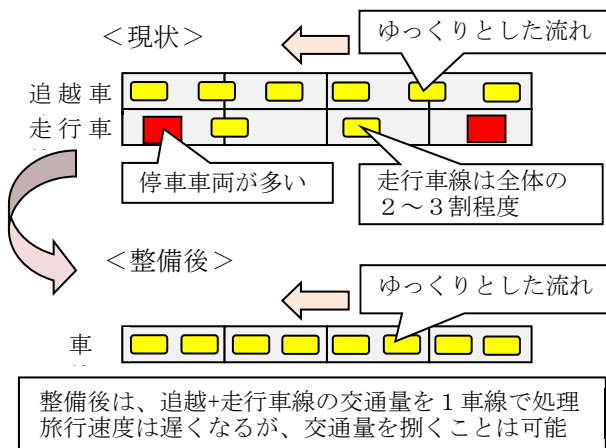 ＜現状＞
ゆっくりとした流れ
追越車
走行車
停車車両が多い
走行車線は全体の
２～３割程度
＜整備後＞
ゆっくりとした流れ
車
整備後は、追越+走行車線の交通量を１車線で処理
旅行速度は遅くなるが、交通量を捌くことは可能